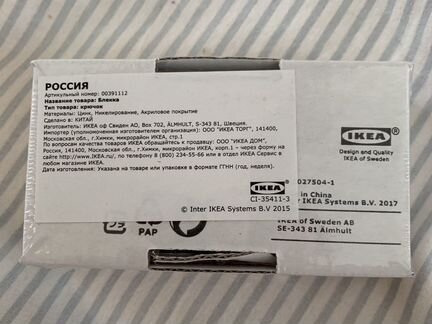 РОССИЯ
Артикульный номер: 00391112
Название товара: Бленка
Тип товара: крючок
Материалы: Цинк, Никелирование, Акриловое покрытие
Сделано в: КИТАЙ
Изготовитель: ИКЕА оф Свиден АО, Box 702, ÄLMHULT, S-343 81, Швеция.
Импортер (уполномоченная изготовителем организация): ООО "ИКЕА ТОРГ", 141400,
Московская обл., г.Химки, микрорайон ИКЕА, стр.1
По вопросам качества товаров ИКЕА обращайтесь к продавцу: ООО "ИКЕА ДОМ",
Россия, 141400, Московская обл., г. Химки, микрорайон ИКЕА, корп.1 – через форму на
сайте http://www.IKEA.ru/, по телефону 8 (800) 234-55-66 или в отдел ИКЕА Сервис в
любом магазине ИКЕА.
Дата изготовления: Указана на товаре или упаковке в формате ГГНН (год, неделя).
IKEA
CI-35411-3
© Inter IKEA Systems B.V 2015
IKEA
Design and Quality
IKEA of Sweden
027504-1
in China
IKEA Systems B.V. 2017
IKEA of Sweden AB
SE-343 81 Älmhult
PAP